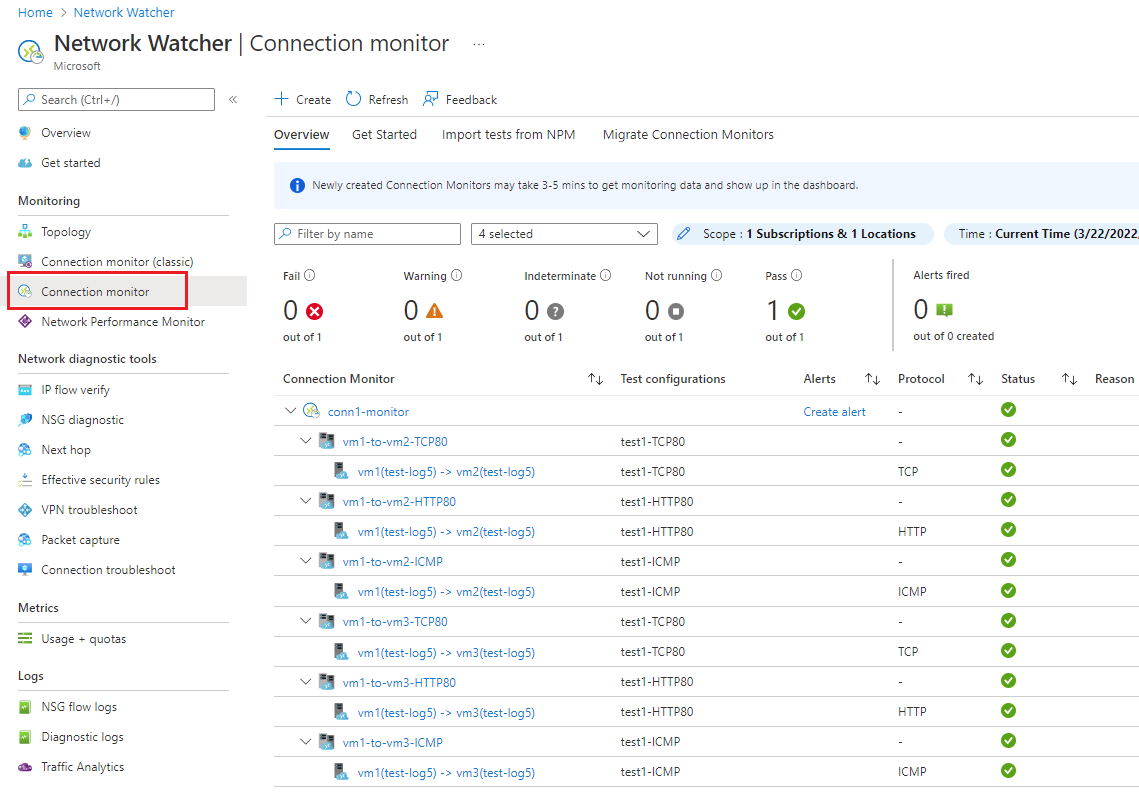 Home > Network Watcher
Network Watcher | Connection monitor ...
Microsoft
Search (Ctrl+/) «
Overview
Get started
Monitoring
Topology
Connection monitor (classic)
Connection monitor
Network Performance Monitor
Network diagnostic tools
IP flow verify
NSG diagnostic
Next hop
Effective security rules
VPN troubleshoot
Packet capture
Connection troubleshoot
Metrics
Usage + quotas
Logs
NSG flow logs
Diagnostic logs
Traffic Analytics
Create Refresh Feedback
Overview Get Started Import tests from NPM Migrate Connection Monitors
Newly created Connection Monitors may take 3-5 mins to get monitoring data and show up in the dashboard.
Filter by name 4 selected Scope : 1 Subscriptions & 1 Locations Time : Current Time (3/22/2022,
Fail Warning Indeterminate Not running Pass Alerts fired
0 0 0 0 1 0
out of 1 out of 1 out of 1 out of 1 out of 1 out of 0 created
Connection Monitor Test configurations Alerts Protocol Status Reason
conn1-monitor Create alert -
vm1-to-vm2-TCP80 test1-TCP80 -
vm1(test-log5) -> vm2(test-log5) test1-TCP80 TCP
vm1-to-vm2-HTTP80 test1-HTTP80 -
vm1(test-log5) -> vm2(test-log5) test1-HTTP80 HTTP
vm1-to-vm2-ICMP test1-ICMP -
vm1(test-log5) -> vm2(test-log5) test1-ICMP ICMP
vm1-to-vm3-TCP80 test1-TCP80 -
vm1(test-log5) -> vm3(test-log5) test1-TCP80 TCP
vm1-to-vm3-HTTP80 test1-HTTP80 -
vm1(test-log5) -> vm3(test-log5) test1-HTTP80 HTTP
vm1-to-vm3-ICMP test1-ICMP -
vm1(test-log5) -> vm3(test-log5) test1-ICMP ICMP